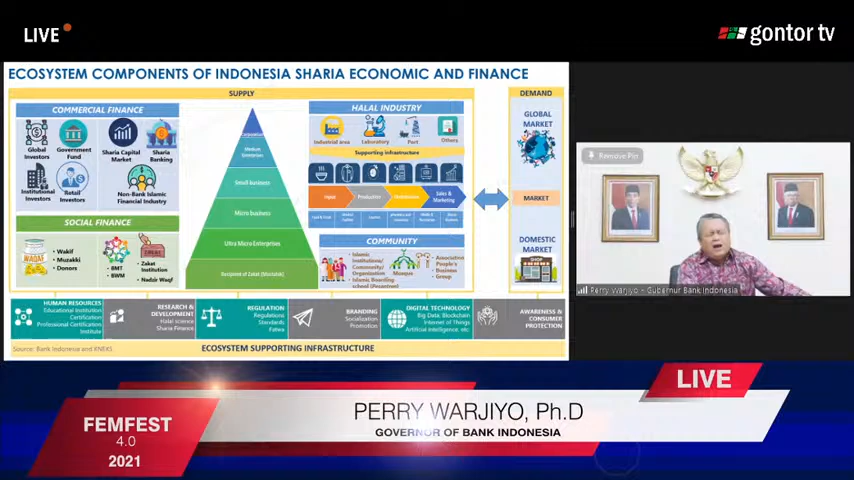 LIVE
gontor tv
ECOSYSTEM COMPONENTS OF INDONESIA SHARIA ECONOMIC AND FINANCE
SUPPLY
DEMAND
COMMERCIAL FINANCE
Global
Investors
Government
Fund
Sharia Capital
Market
Sharia
Banking
Institutional
Investors
Retail
Investors
Non-Bank Islamic
Financial Industry
SOCIAL FINANCE
WAQAF
• Wakif
• Muzakki
• Donors
• BMT
• BWM
• Zakat
Institution
• Nadzir Waqf
Corporation
Medium
Enterprises
Small business
Micro business
Ultra Micro Enterprises
Recipient of Zakat (Mustahik)
HALAL INDUSTRY
Industrial area
Laboratory
Port
Others
Supporting infrastructure
Input
Production
Distribution
Sales &
Marketing
COMMUNITY
• Islamic
Institutions/
Community/
Organization
• Islamic Boarding
school (Pesantren)
Mosques
• Association
People's
• Business
Group
GLOBAL
MARKET
MARKET
DOMESTIC
MARKET
SHOP
HUMAN RESOURCES
Educational Institution
Certification
Professional Certification
Institute
RESEARCH &
DEVELOPMENT
Halal science
Sharia Finance
REGULATION
Regulations
Standards
Fatwa
BRANDING
Socialization
Promotion
DIGITAL TECHNOLOGY
Big Data; Blockchain
Internet of Things
Artificial Intelligence; etc
AWARENESS &
CONSUMER
PROTECTION
Source: Bank Indonesia and KNEKS
ECOSYSTEM SUPPORTING INFRASTRUCTURE
Remove Pin
Perry Warjiyo - Gubernur Bank Indonesia
LIVE
PERRY WARJIYO, Ph.D
GOVERNOR OF BANK INDONESIA
FEMFEST
4.0
2021